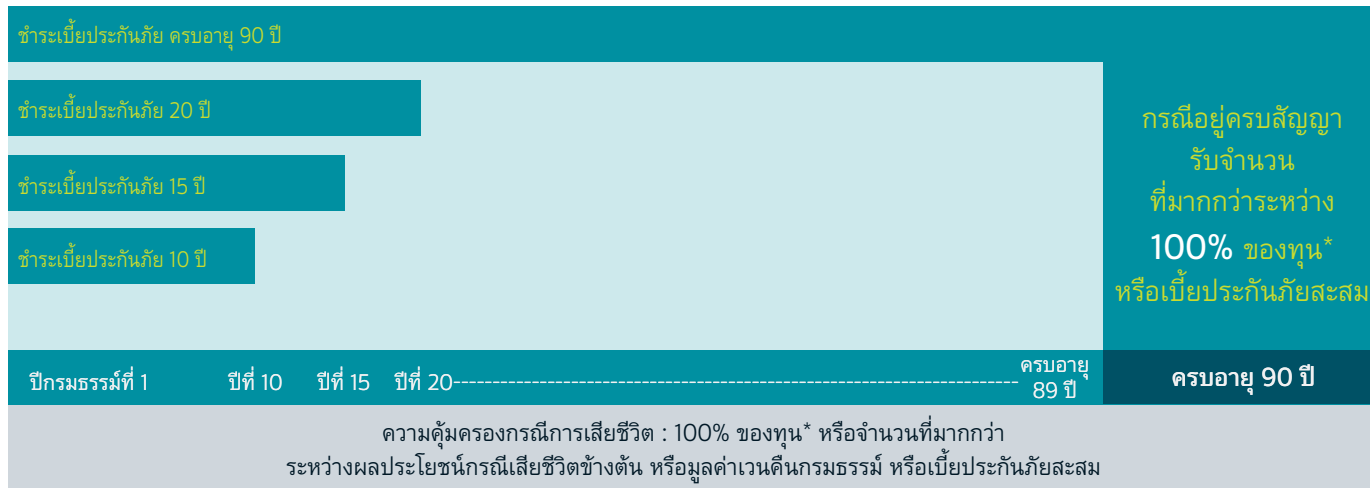 ชำระเบี้ยประกันภัย ครบอายุ 90 ปี
ชำระเบี้ยประกันภัย 20 ปี
ชำระเบี้ยประกันภัย 15 ปี
ชำระเบี้ยประกันภัย 10 ปี
กรณีอยู่ครบสัญญา
รับจำนวน
ที่มากกว่าระหว่าง
100% ของทุน*
หรือเบี้ยประกันภัยสะสม
ปีกรมธรรม์ที่ 1 ปีที่ 10 ปีที่ 15 ปีที่ 20------------------------------------------------------------------------ ครบอายุ
89 ปี
ครบอายุ 90 ปี
ความคุ้มครองกรณีการเสียชีวิต : 100% ของทุน* หรือจำนวนที่มากกว่า
ระหว่างผลประโยชน์กรณีเสียชีวิตข้างต้น หรือมูลค่าเวนคืนกรมธรรม์ หรือเบี้ยประกันภัยสะสม